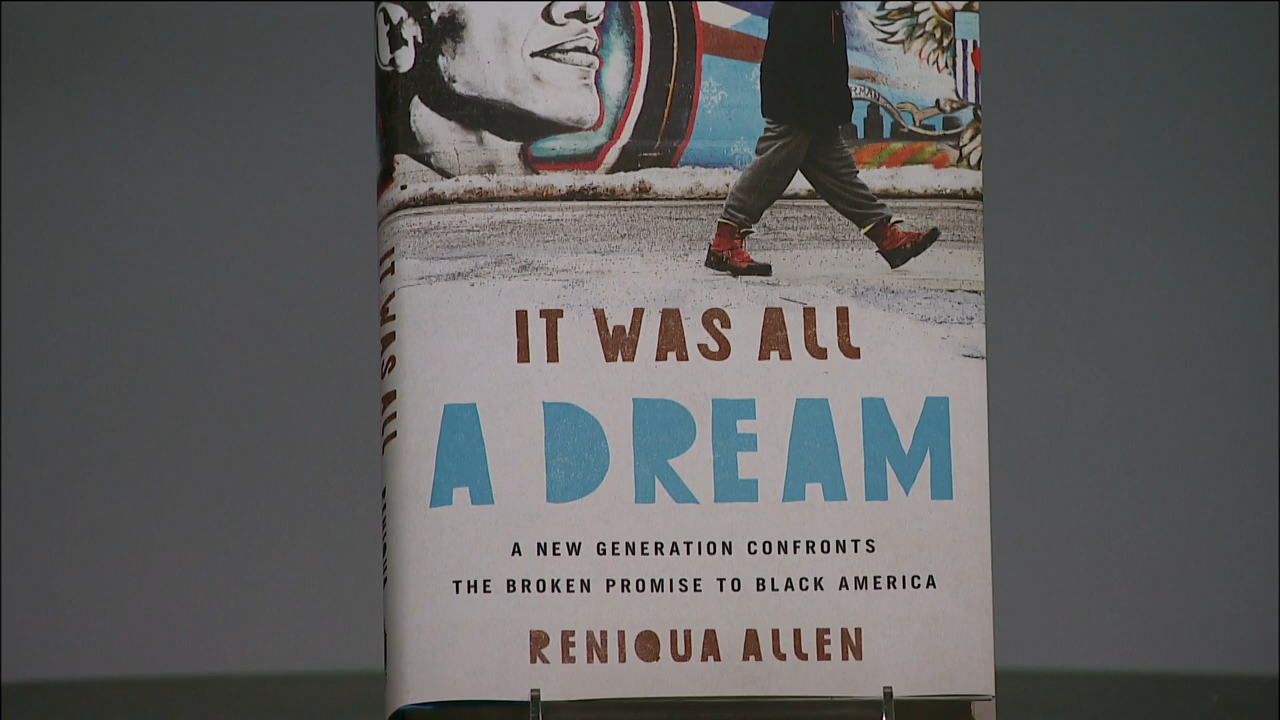 IT WAS ALL
A DREAM
A NEW GENERATION CONFRONTS
THE BROKEN PROMISE TO BLACK AMERICA
RENIQUA ALLEN
IT WAS ALL